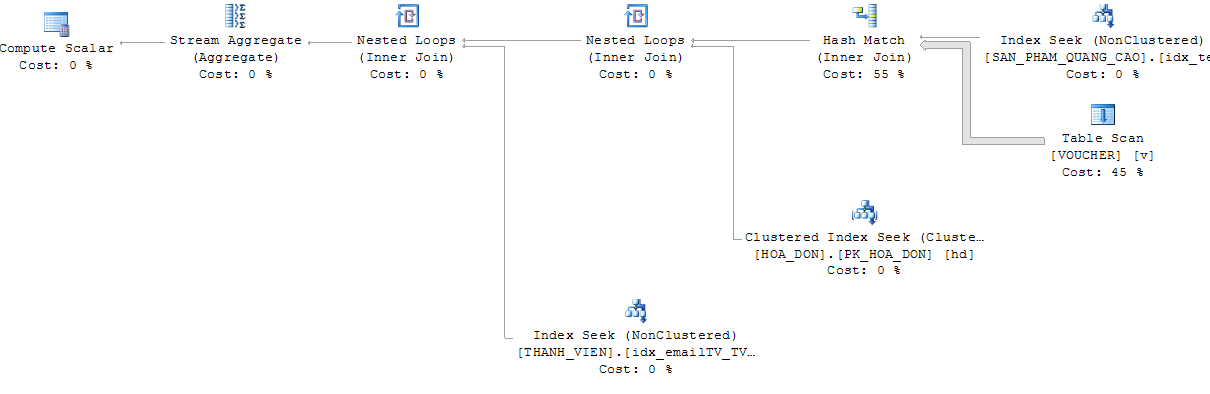 Compute Scalar
Cost: 0 %
Stream Aggregate
(Aggregate)
Cost: 0 %
Nested Loops
(Inner Join)
Cost: 0 %
Nested Loops
(Inner Join)
Cost: 0 %
Hash Match
(Inner Join)
Cost: 55 %
Index Seek (NonClustered)
[SAN_PHAM_QUANG_CAO].[idx_te
Cost: 0 %
Table Scan
[VOUCHER] [v]
Cost: 45 %
Clustered Index Seek (Cluste…
[HOA_DON].[PK_HOA_DON] [hd]
Cost: 0 %
Index Seek (NonClustered)
[THANH_VIEN].[idx_emailTV_TV…
Cost: 0 %